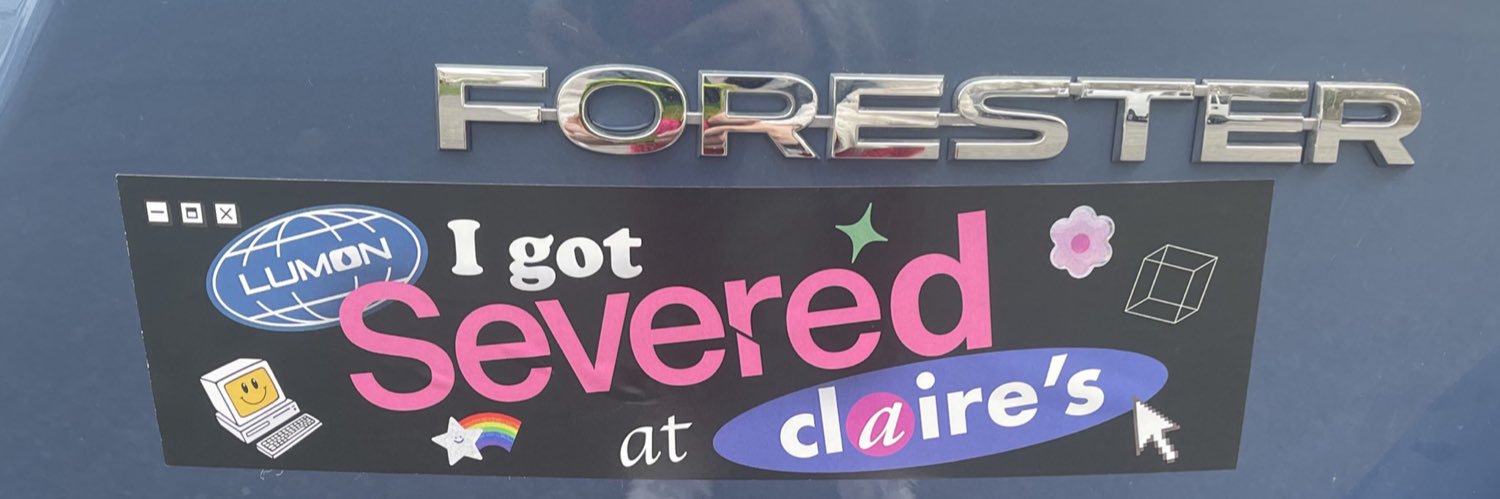 FORESTER
LUMON
I got
Severed
at claire's